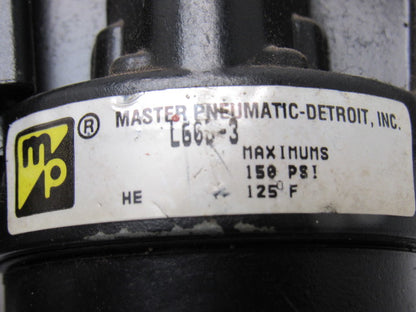 mp ® MASTER PNEUMATIC-DETROIT, INC.
MAXIMUMS
150 PSI
HE 125°F